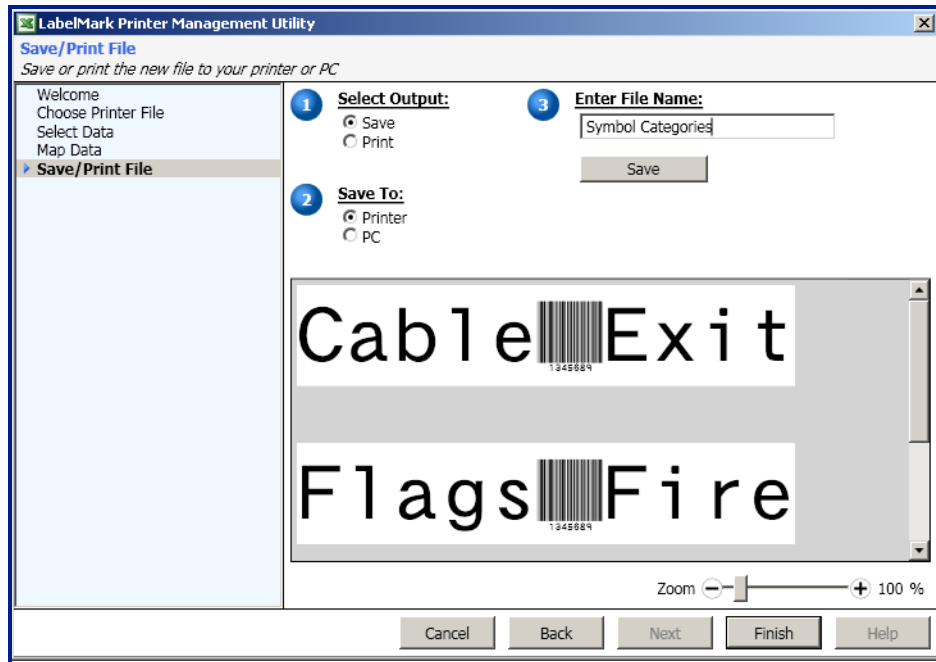 LabelMark Printer Management Utility
Save/Print File
Save or print the new file to your printer or PC
Welcome
Choose Printer File
Select Data
Map Data
Save/Print File
1
Select Output:
Save
Print
2
Save To:
Printer
PC
3
Enter File Name:
Symbol Categories
Save
Cable Exit
1345689
Flags Fire
1345689
Zoom 100 %
Cancel Back Next Finish Help